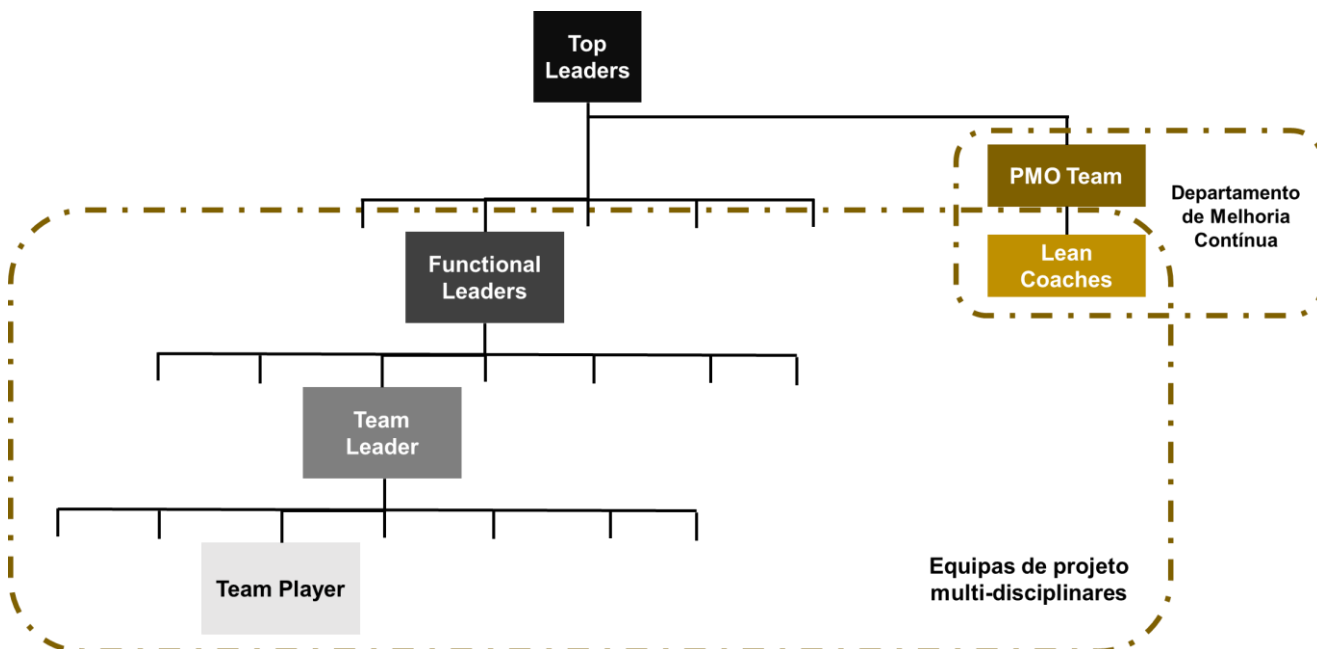 Top
Leaders
PMO Team
Departamento
de Melhoria
Contínua
Functional
Leaders
Lean
Coaches
Team
Leader
Team Player
Equipas de projeto
multi-disciplinares